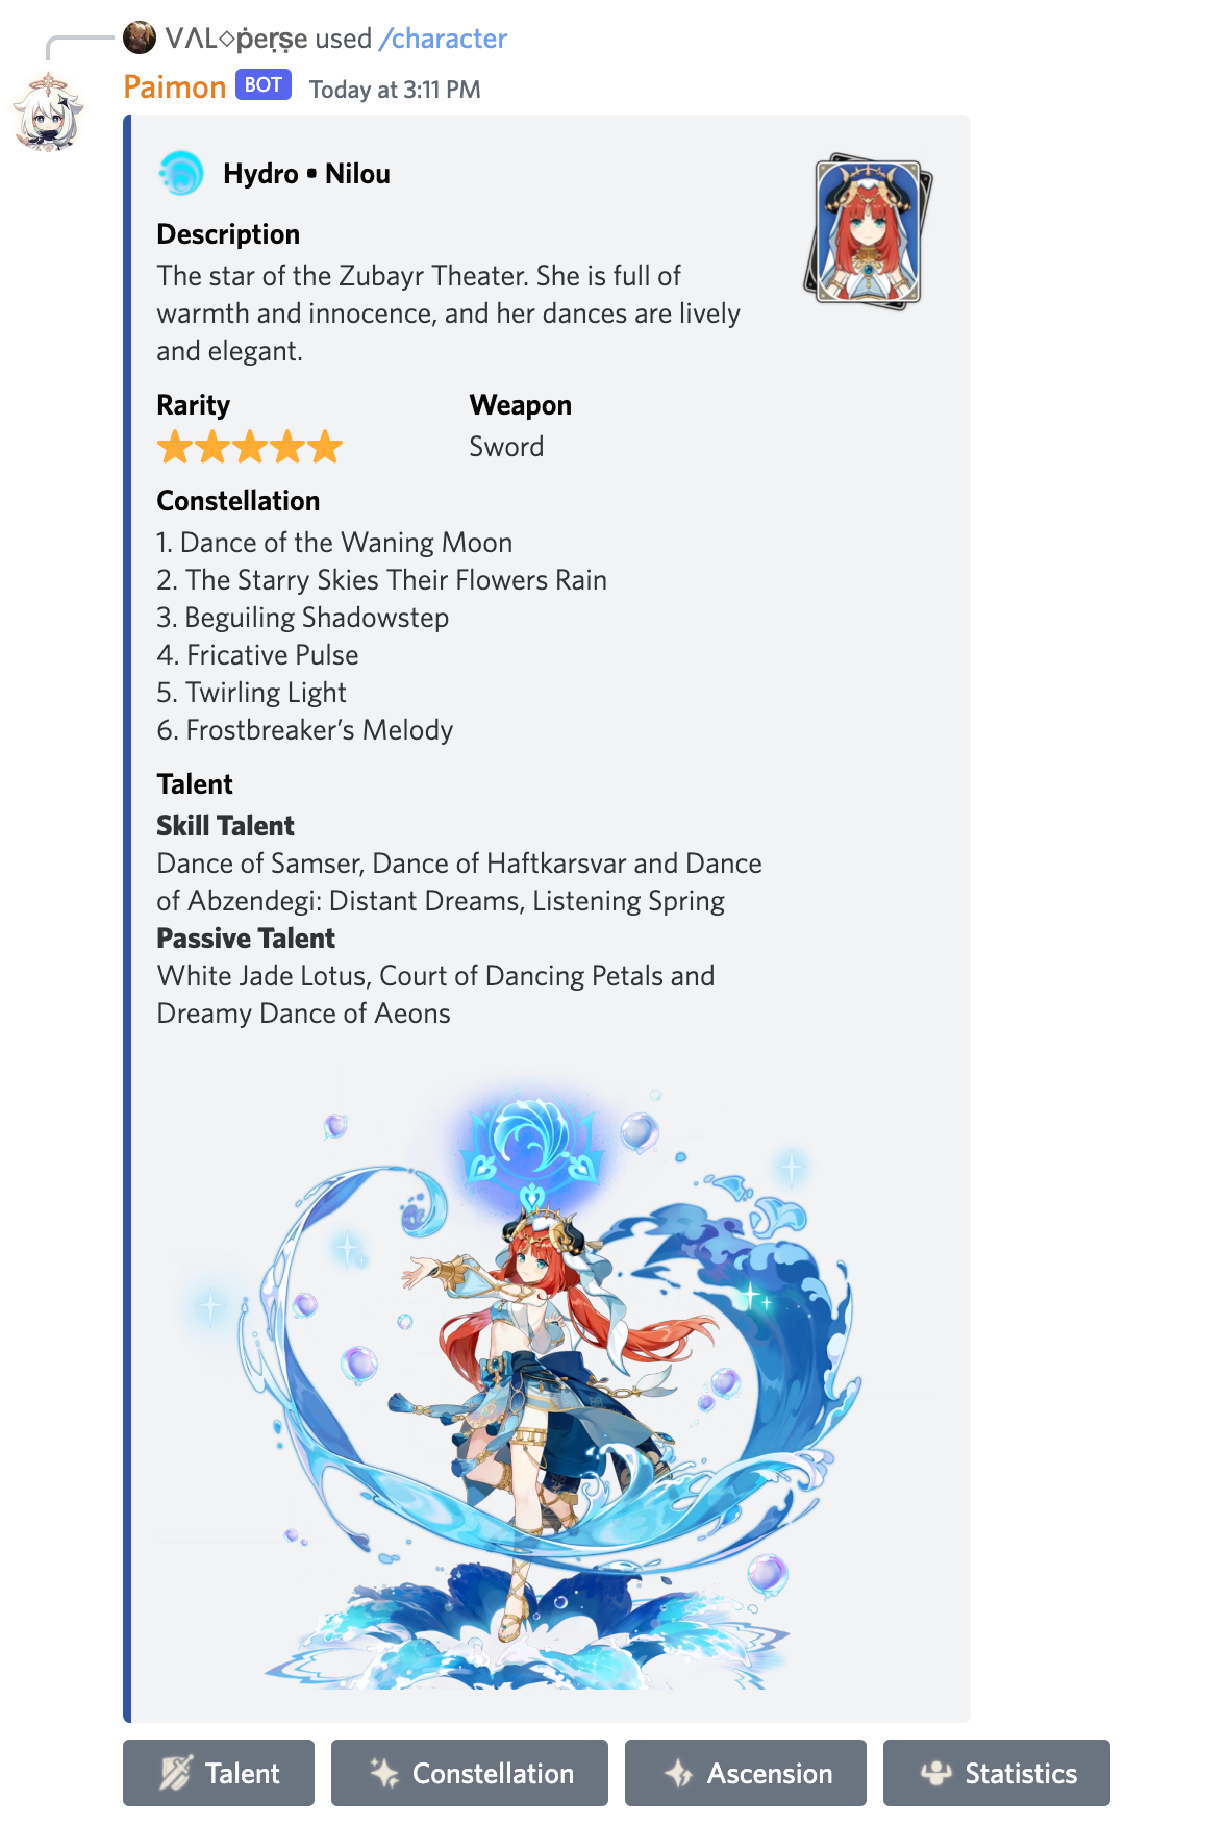 VΛL◇ṗeṛṣe used /character
Paimon BOT Today at 3:11 PM
Hydro • Nilou
Description
The star of the Zubayr Theater. She is full of
warmth and innocence, and her dances are lively
and elegant.
Rarity Weapon
Sword
Constellation
1. Dance of the Waning Moon
2. The Starry Skies Their Flowers Rain
3. Beguiling Shadowstep
4. Fricative Pulse
5. Twirling Light
6. Frostbreaker’s Melody
Talent
Skill Talent
Dance of Samser, Dance of Haftkarsvar and Dance
of Abzendegi: Distant Dreams, Listening Spring
Passive Talent
White Jade Lotus, Court of Dancing Petals and
Dreamy Dance of Aeons
Talent Constellation Ascension Statistics